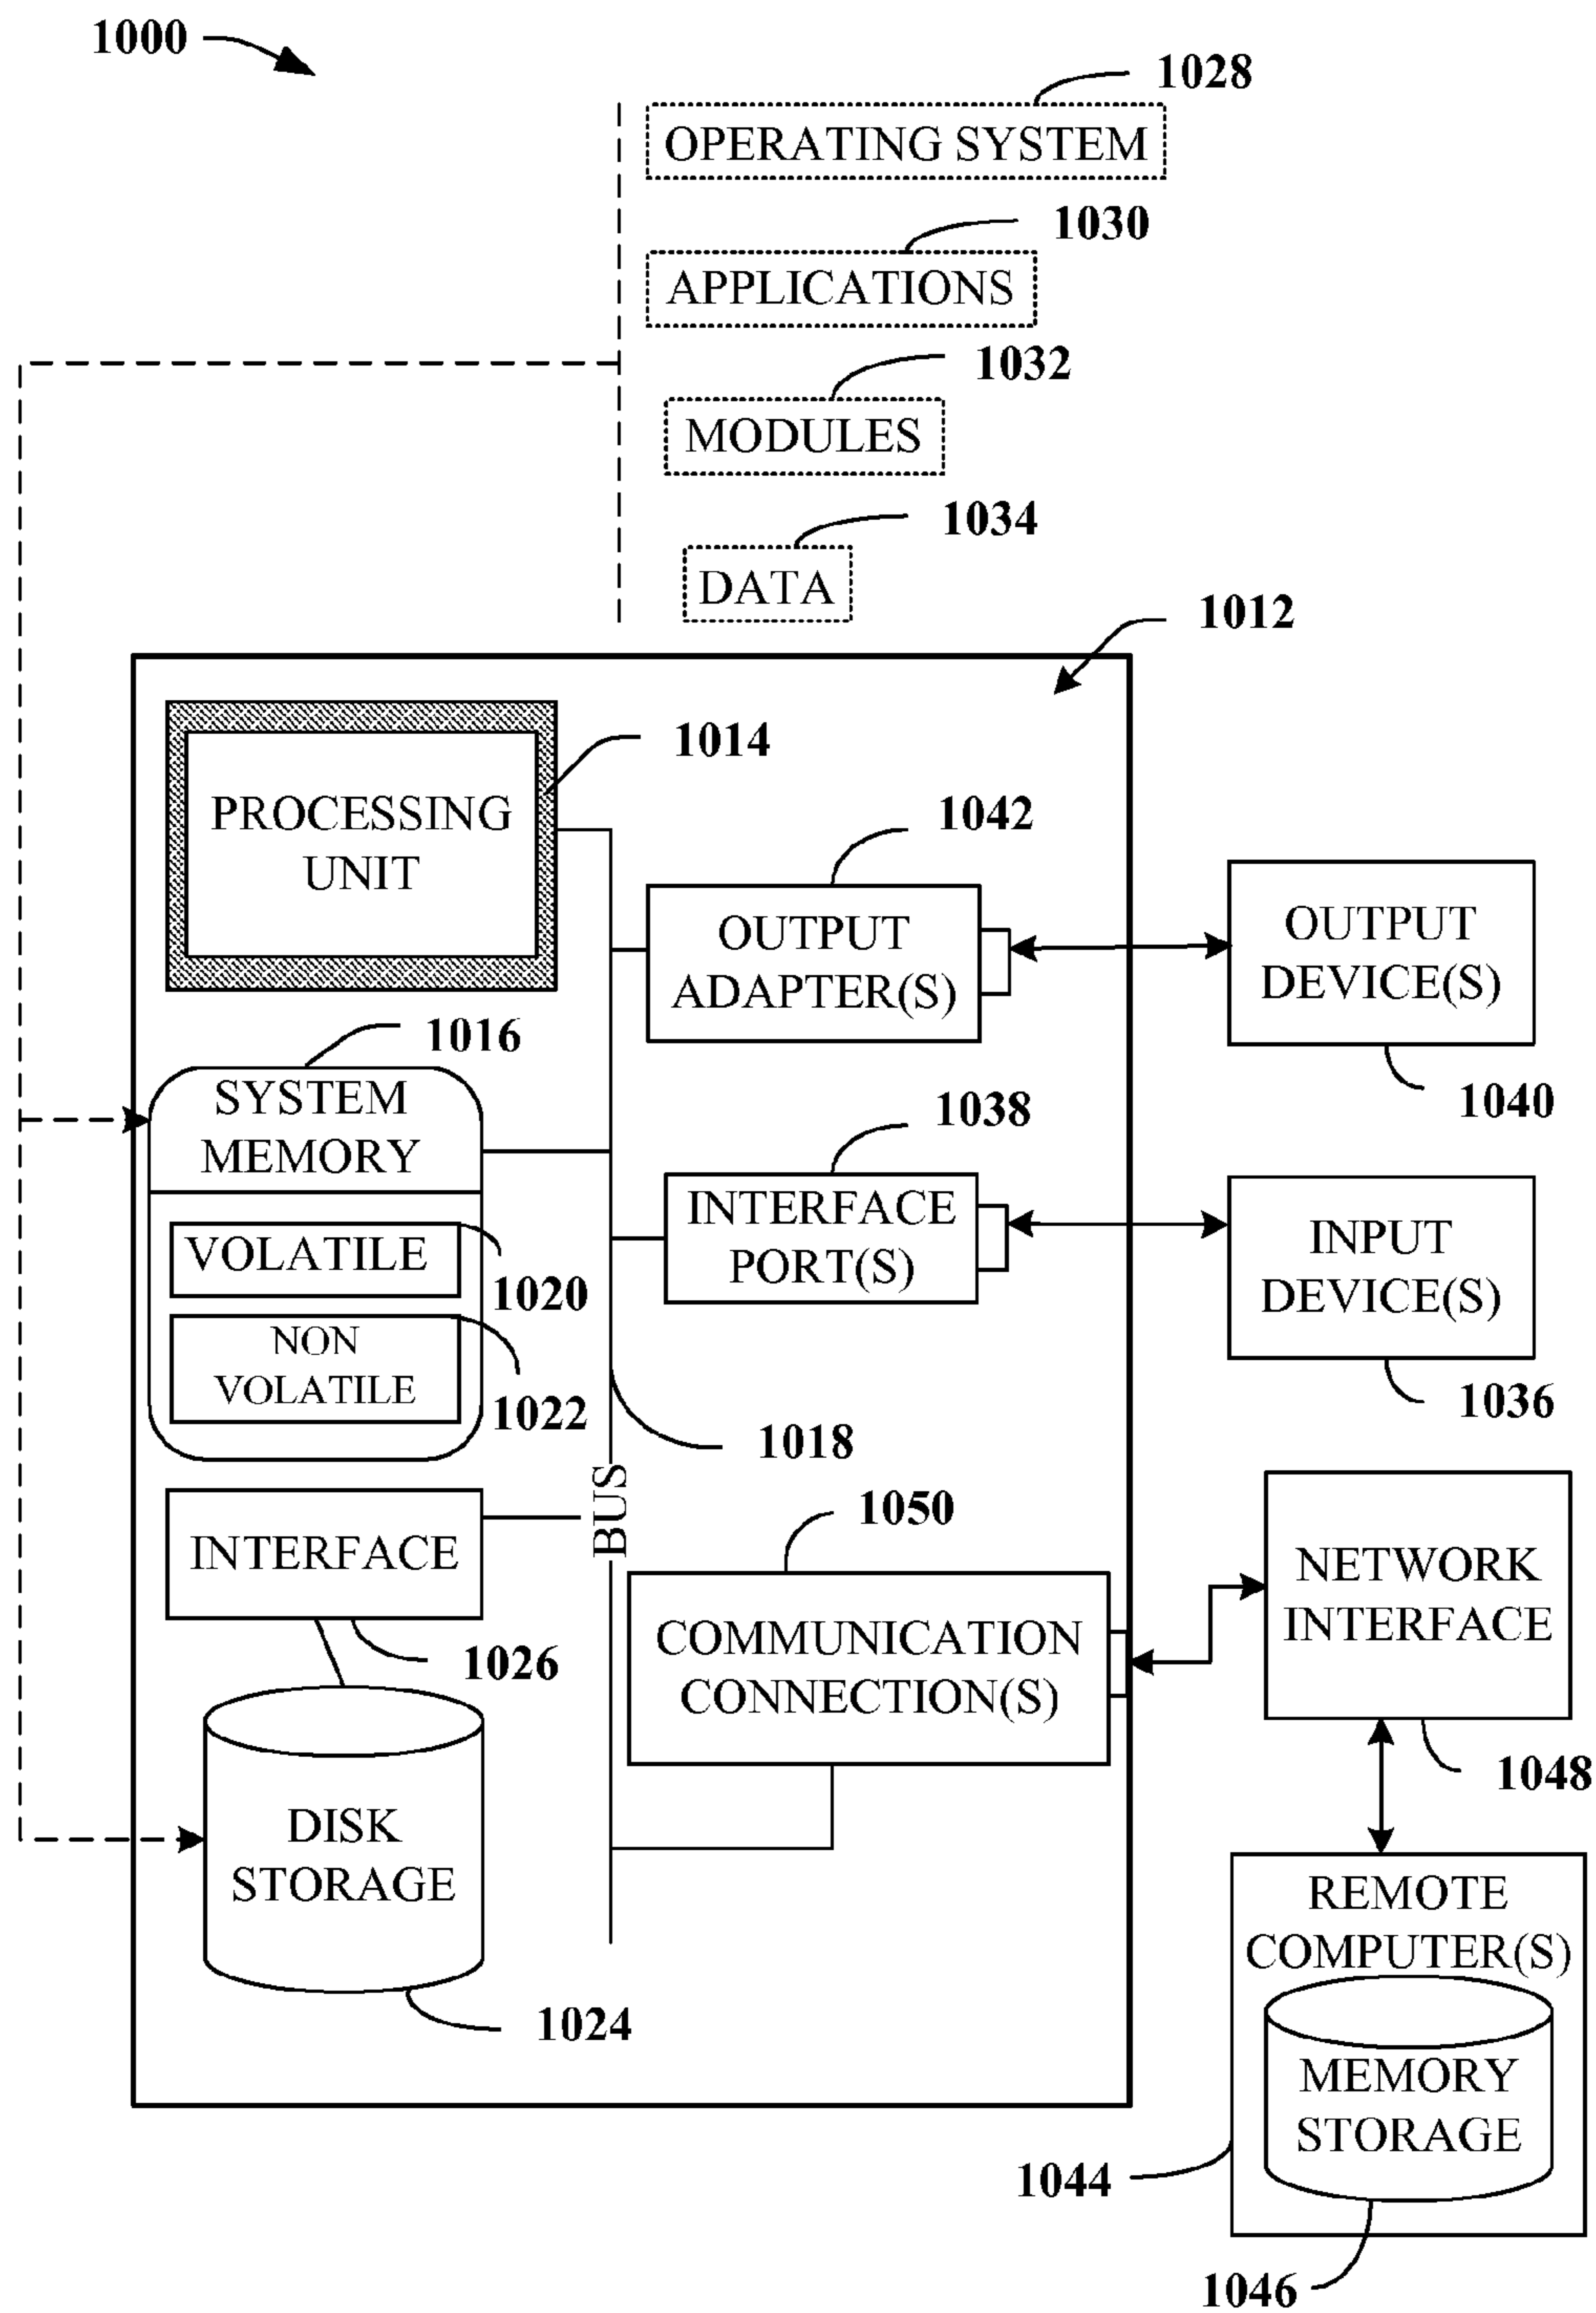 1000
1028
OPERATING SYSTEM
1030
APPLICATIONS
1032
MODULES
1034
DATA
1012
1014
PROCESSING
UNIT
1042
OUTPUT
ADAPTER(S)
OUTPUT
DEVICE(S)
1040
1016
SYSTEM
MEMORY
1038
INTERFACE
PORT(S)
INPUT
DEVICE(S)
1036
VOLATILE
1020
NON
VOLATILE
1022
1018
BUS
INTERFACE
1026
1050
COMMUNICATION
CONNECTION(S)
NETWORK
INTERFACE
1048
DISK
STORAGE
1024
REMOTE
COMPUTER(S)
MEMORY
STORAGE
1044
1046